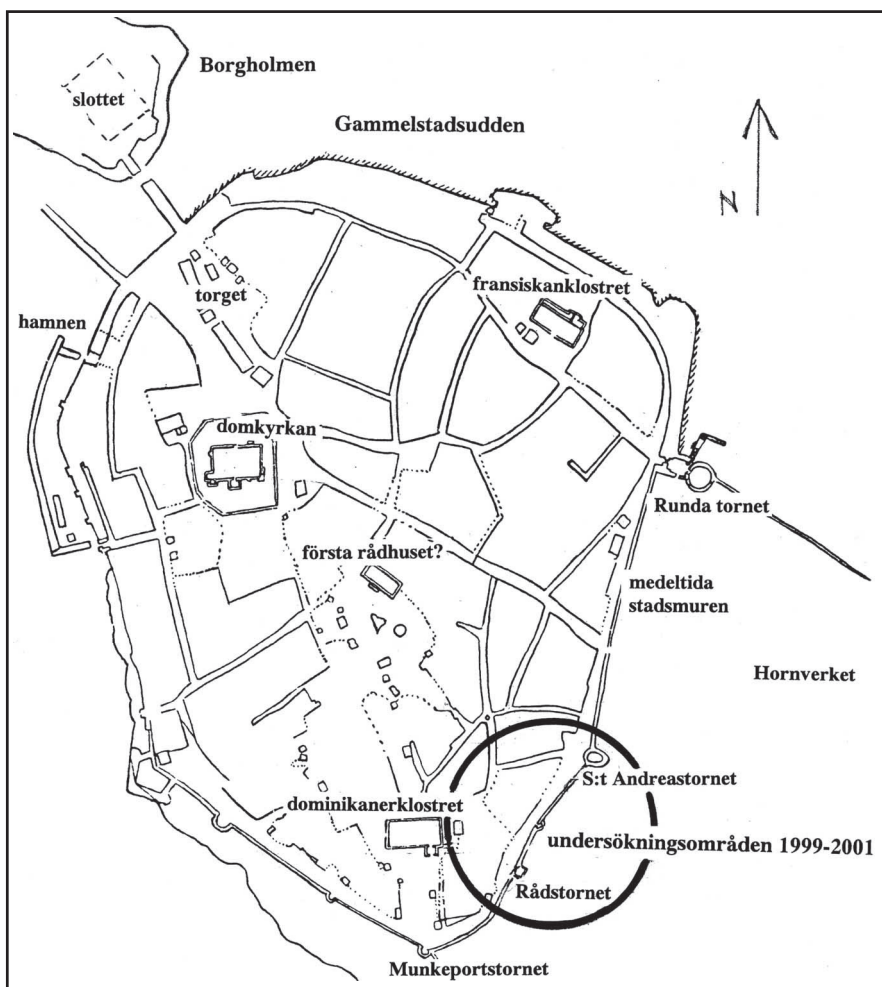 Borgholmen
slottet
Gammelstadsudden
N
fransiskanklostret
torget
hamnen
domkyrkan
Runda tornet
första rådhuset?
medeltida
stadsmuren
Hornverket
S:t Andreastornet
dominikanerklostret
undersökningsområden 1999-2001
Rådstornet
Munkeportstornet